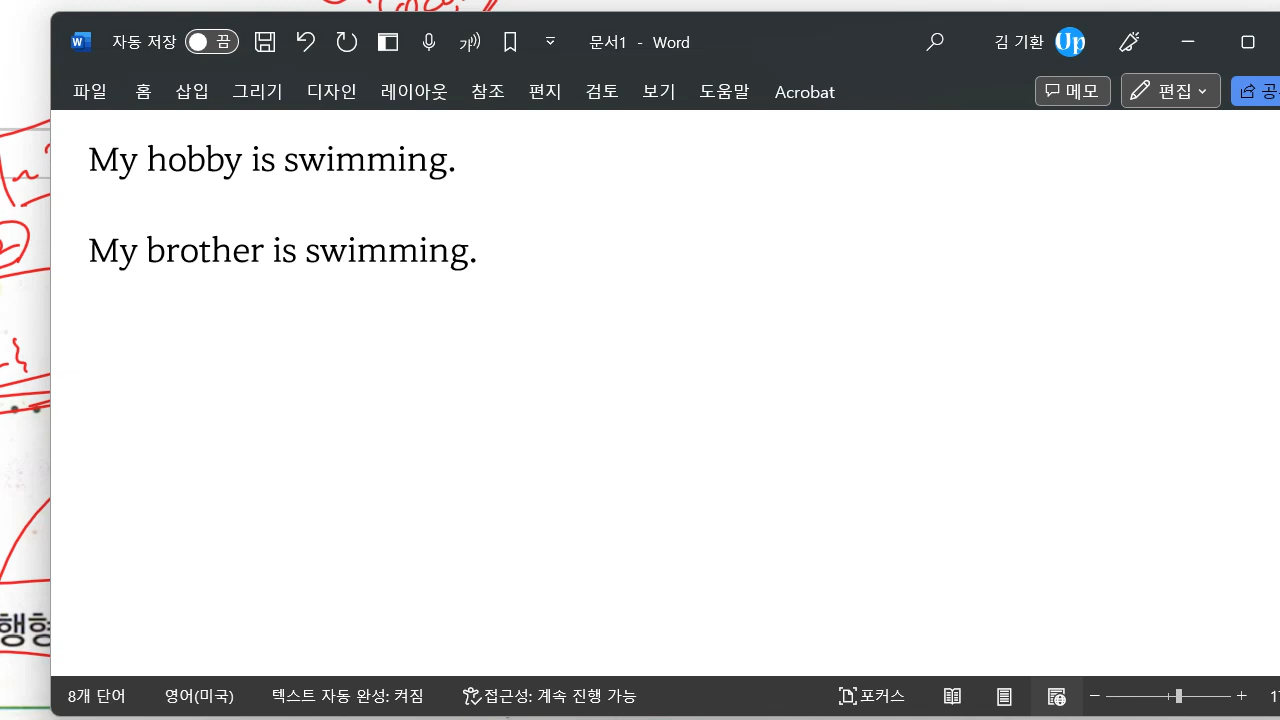 자동 저장 끔 문서1 - Word 김 기환 Up
파일 홈 삽입 그리기 디자인 레이아웃 참조 편지 검토 보기 도움말 Acrobat 메모 편집
My hobby is swimming.
My brother is swimming.
행형
8개 단어 영어(미국) 텍스트 자동 완성: 켜짐 접근성: 계속 진행 가능 포커스